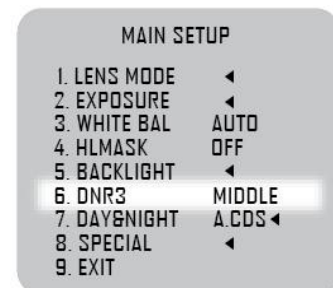 MAIN SETUP
1. LENS MODE ◄
2. EXPOSURE ◄
3. WHITE BAL AUTO
4. HLMASK OFF
5. BACKLIGHT ◄
6. DNR3 MIDDLE
7. DAY&NIGHT A.CDS◄
8. SPECIAL ◄
9. EXIT